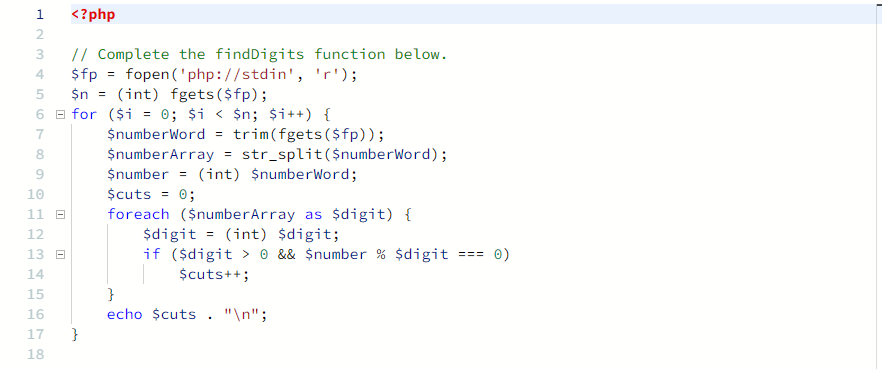 1 <?php
2
3 // Complete the findDigits function below.
4 $fp = fopen('php://stdin', 'r');
5 $n = (int) fgets($fp);
6 for ($i = 0; $i < $n; $i++) {
7     $numberWord = trim(fgets($fp));
8     $numberArray = str_split($numberWord);
9     $number = (int) $numberWord;
10     $cuts = 0;
11     foreach ($numberArray as $digit) {
12         $digit = (int) $digit;
13         if ($digit > 0 && $number % $digit === 0)
14             $cuts++;
15     }
16     echo $cuts . "\n";
17 }
18